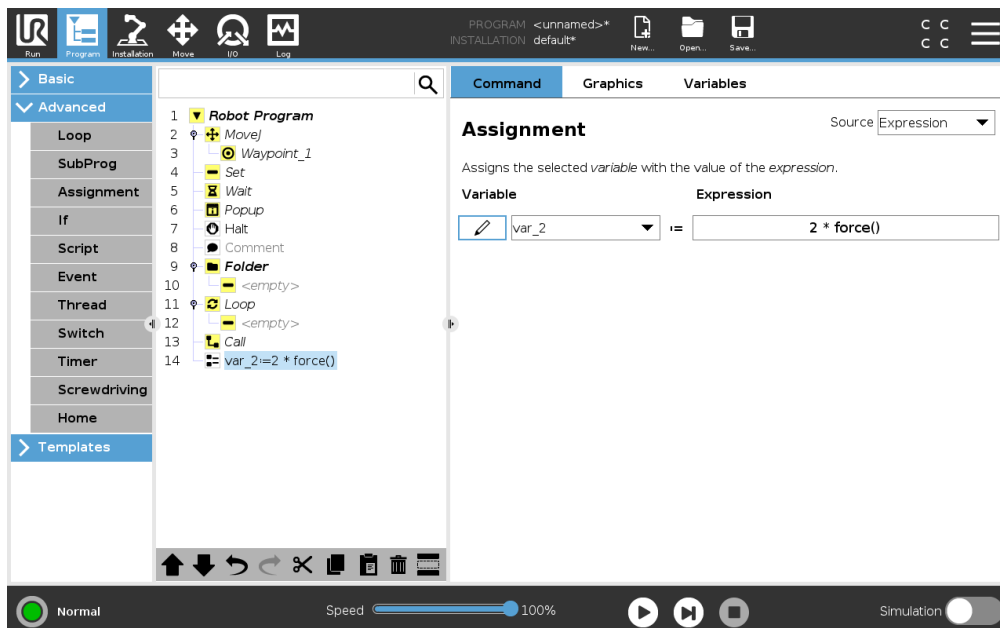 PROGRAM <unnamed>*
INSTALLATION default*
UR
Run
Program
Installation
Move
I/O
Log
New...
Open...
Save...
C C
C C
Basic
Advanced
Loop
SubProg
Assignment
If
Script
Event
Thread
Switch
Timer
Screwdriving
Home
Templates
1 Robot Program
2 MoveJ
3 Waypoint_1
4 Set
5 Wait
6 Popup
7 Halt
8 Comment
9 Folder
10 <empty>
11 Loop
12 <empty>
13 Call
14 var_2:=2 * force()
Command
Graphics
Variables
Assignment
Source Expression
Assigns the selected variable with the value of the expression.
Variable Expression
var_2 := 2 * force()
Normal
Speed 100%
Simulation